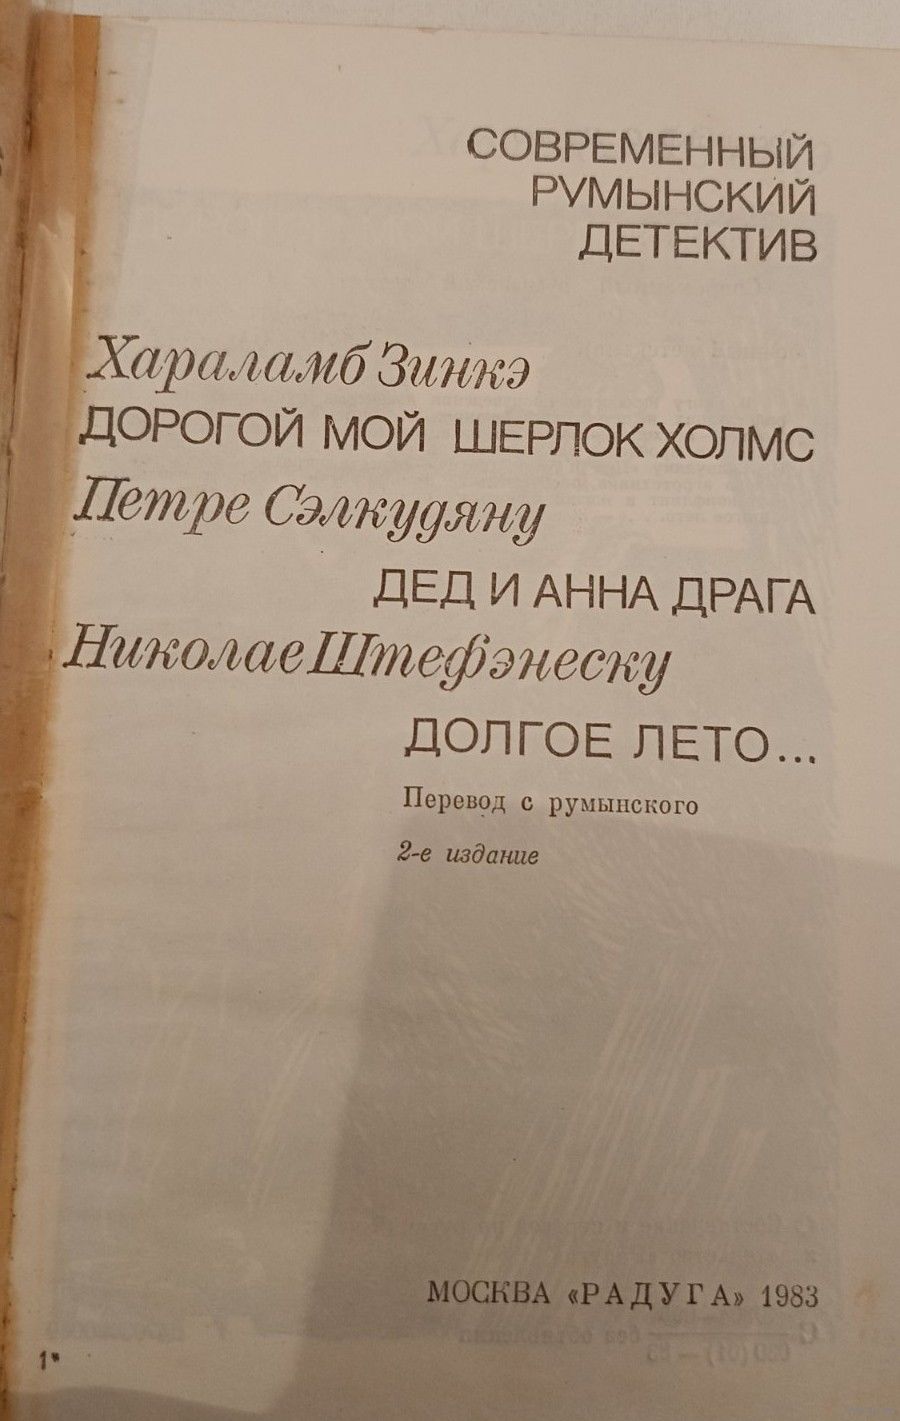 СОВРЕМЕННЫЙ
РУМЫНСКИЙ
ДЕТЕКТИВ
Хараламб Зинкэ
ДОРОГОЙ МОЙ ШЕРЛОК ХОЛМС
Петре Сэлкудяну
ДЕД И АННА ДРАГА
Николае Штефэнеску
ДОЛГОЕ ЛЕТО...
Перевод с румынского
2-е издание
МОСКВА «РАДУГА» 1983
1*